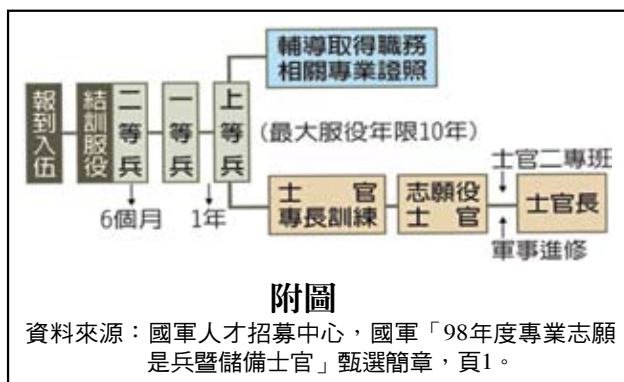 輔導取得職務
相關專業證照
報到入伍
結訓服役
二等兵
一等兵
上等兵
(最大服役年限10年)
6個月
1年
士官
專長訓練
志願役
士官
士官二專班
士官長
軍事進修
附圖
資料來源：國軍人才招募中心，國軍「98年度專業志願
是兵暨儲備士官」甄選簡章，頁1。